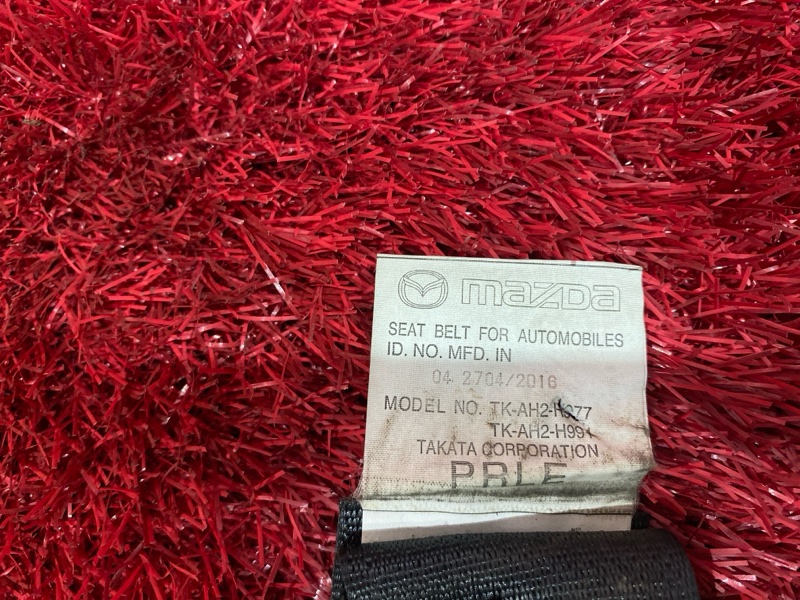 mazda
SEAT BELT FOR AUTOMOBILES
ID. NO. MFD. IN
04 2704/2016
MODEL NO. TK-AH2-H977
TK-AH2-H991
TAKATA CORPORATION
PRLE